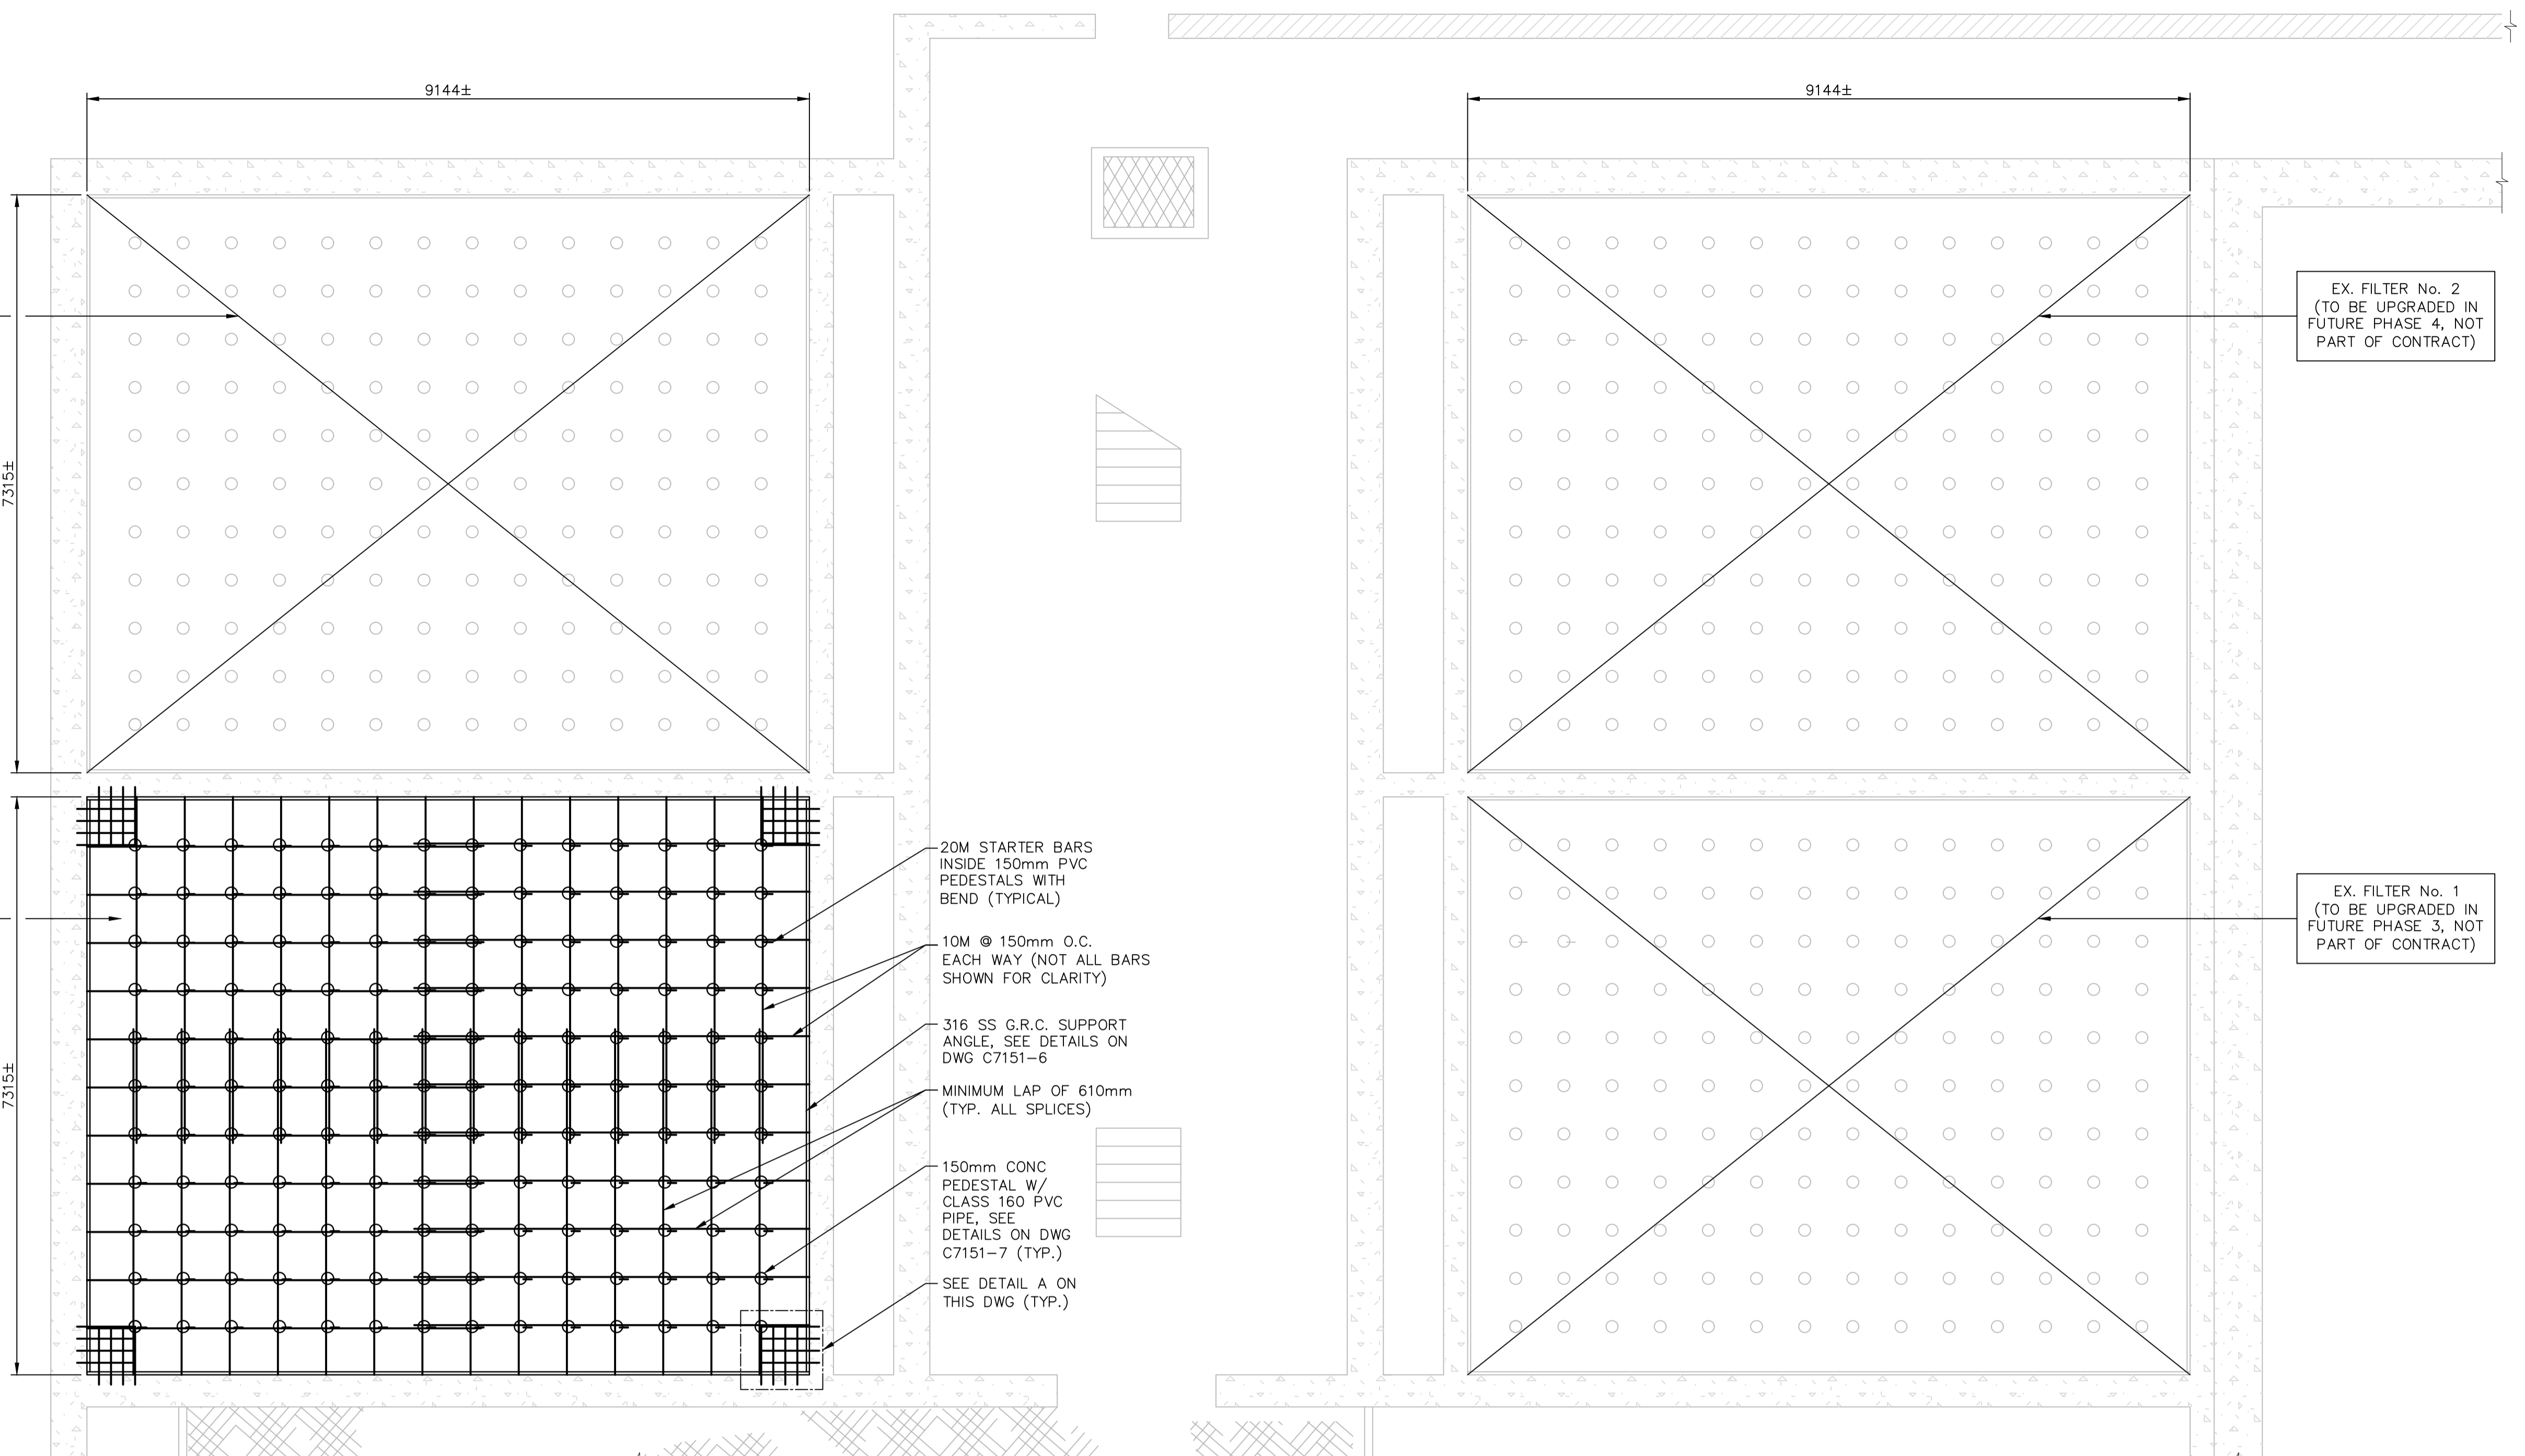 9144±
9144±
7315±
EX. FILTER No. 2
(TO BE UPGRADED IN
FUTURE PHASE 4, NOT
PART OF CONTRACT)
7315±
20M STARTER BARS
INSIDE 150mm PVC
PEDESTALS WITH
BEND (TYPICAL)
10M @ 150mm O.C.
EACH WAY (NOT ALL BARS
SHOWN FOR CLARITY)
316 SS G.R.C. SUPPORT
ANGLE, SEE DETAILS ON
DWG C7151-6
MINIMUM LAP OF 610mm
(TYP. ALL SPLICES)
150mm CONC
PEDESTAL W/
CLASS 160 PVC
PIPE, SEE
DETAILS ON DWG
C7151-7 (TYP.)
SEE DETAIL A ON
THIS DWG (TYP.)
EX. FILTER No. 1
(TO BE UPGRADED IN
FUTURE PHASE 3, NOT
PART OF CONTRACT)